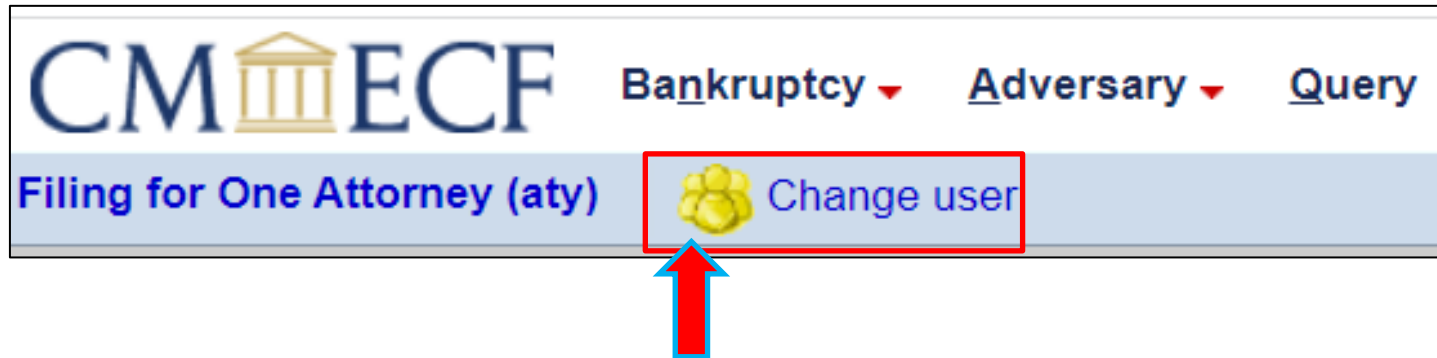 CM ECF Bankruptcy Adversary Query
Filing for One Attorney (aty) Change user